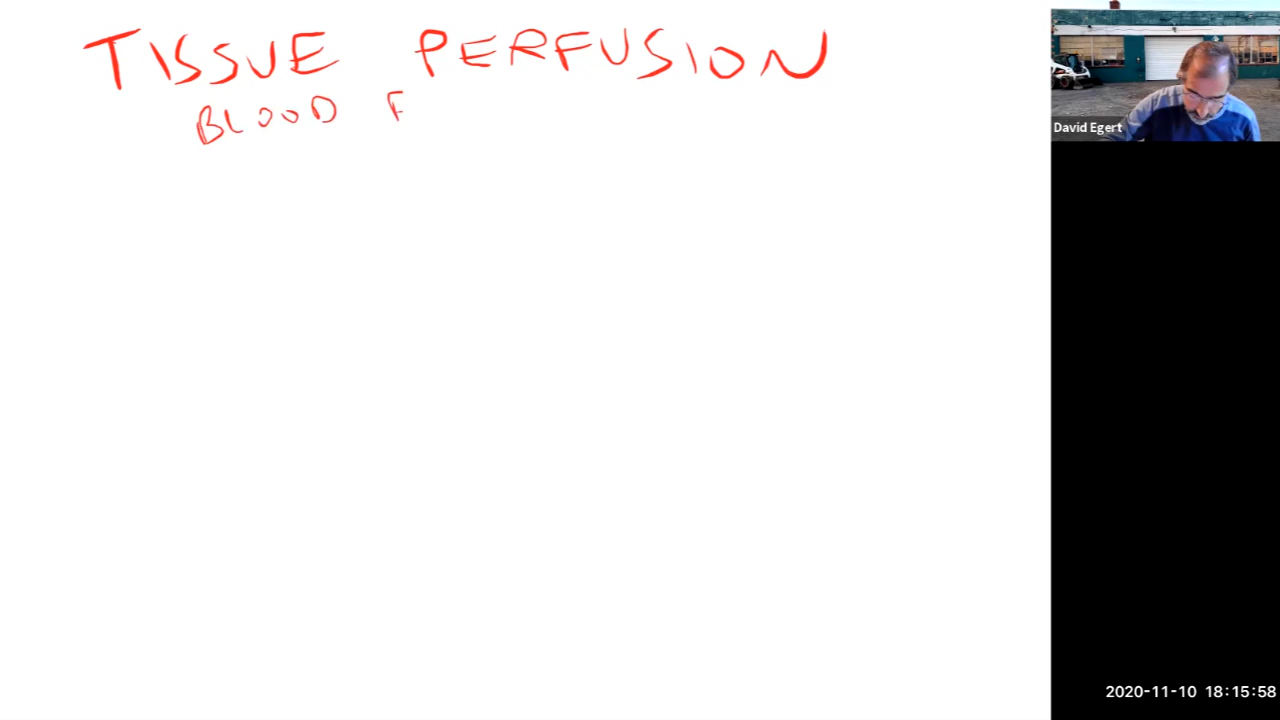 TISSUE PERFUSION
BLOOD F
David Egert
2020-11-10 18:15:58